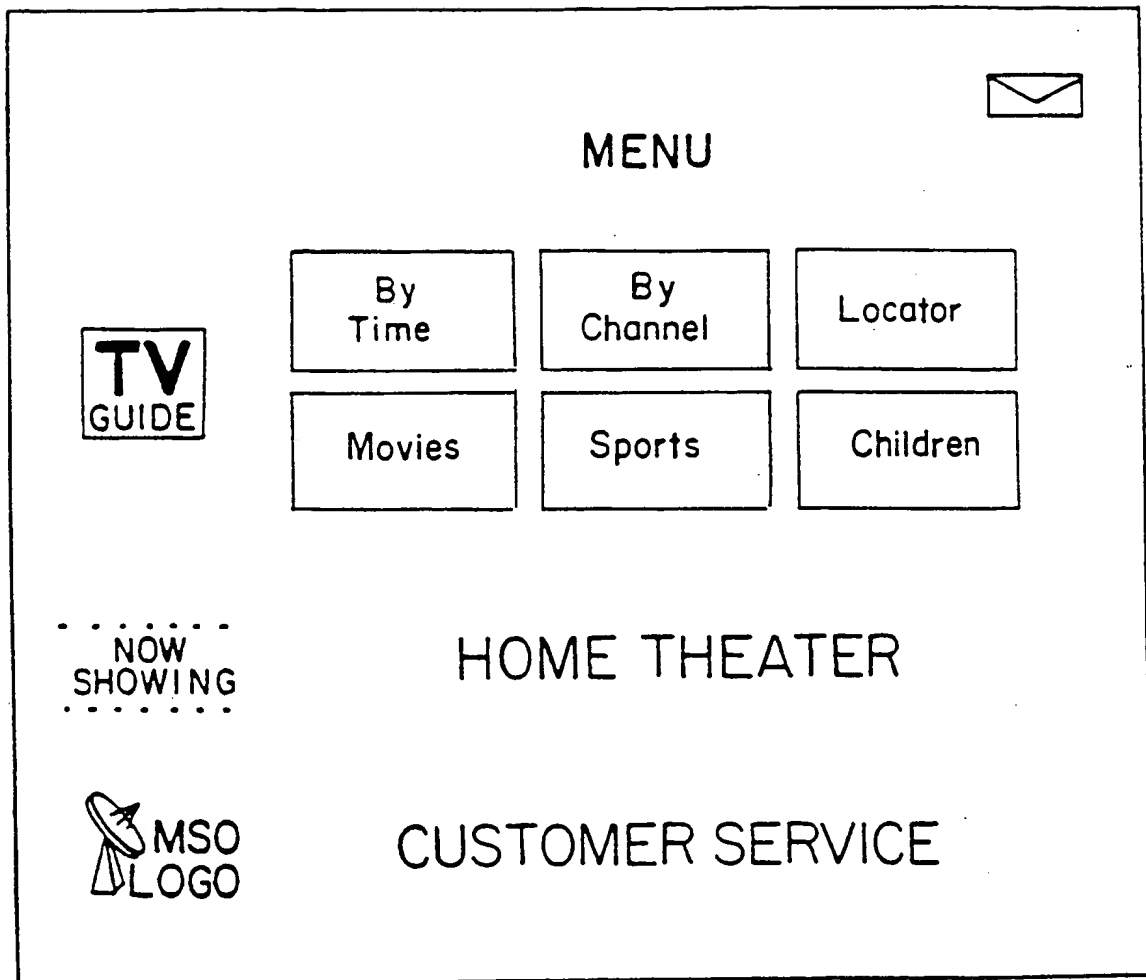 MENU
By
Time
By
Channel
Locator
TV
GUIDE
Movies
Sports
Children
NOW
SHOWING
HOME THEATER
MSO
LOGO
CUSTOMER SERVICE